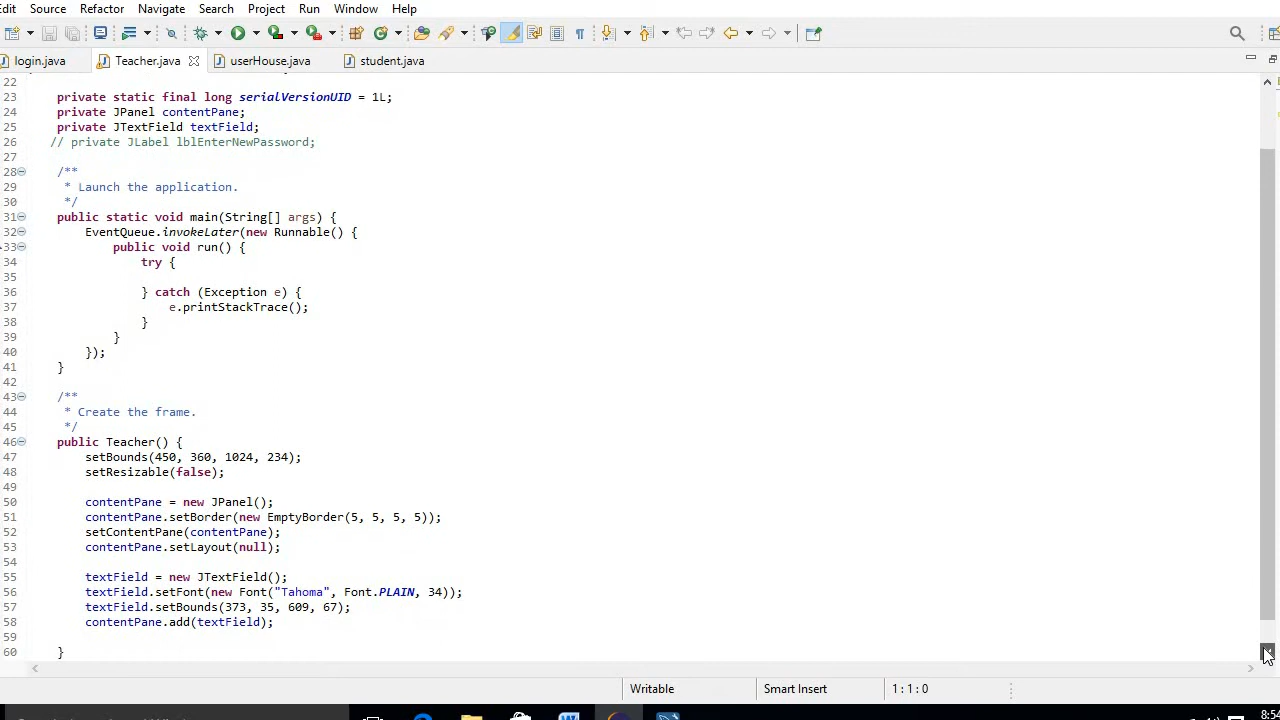 Edit Source Refactor Navigate Search Project Run Window Help
login.java Teacher.java userHouse.java student.java
22
23 private static final long serialVersionUID = 1L;
24 private JPanel contentPane;
25 private JTextField textField;
26 // private JLabel lblEnterNewPassword;
27
28 /**
29 * Launch the application.
30 */
31 public static void main(String[] args) {
32 EventQueue.invokeLater(new Runnable() {
33 public void run() {
34 try {
35
36 } catch (Exception e) {
37 e.printStackTrace();
38 }
39 }
40 });
41 }
42
43 /**
44 * Create the frame.
45 */
46 public Teacher() {
47 setBounds(450, 360, 1024, 234);
48 setResizable(false);
49
50 contentPane = new JPanel();
51 contentPane.setBorder(new EmptyBorder(5, 5, 5, 5));
52 setContentPane(contentPane);
53 contentPane.setLayout(null);
54
55 textField = new JTextField();
56 textField.setFont(new Font("Tahoma", Font.PLAIN, 34));
57 textField.setBounds(373, 35, 609, 67);
58 contentPane.add(textField);
59
60 }
Writable Smart Insert 1 : 1 : 0
8:54